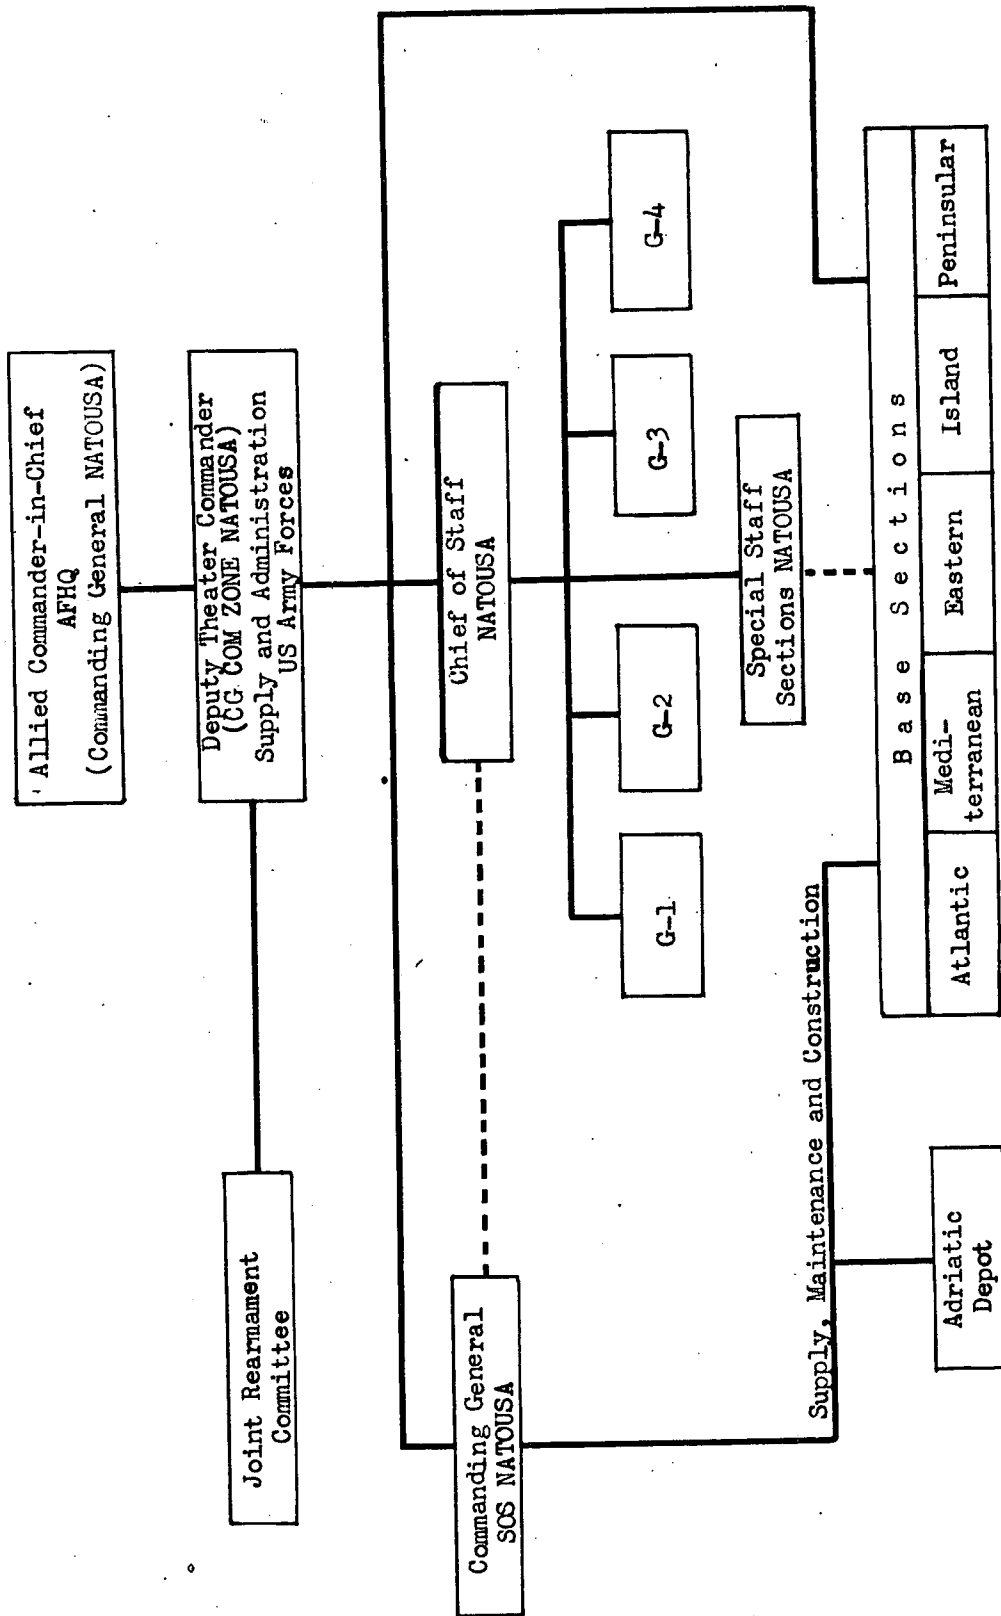 Allied Commander-in-Chief
AFHQ
(Commanding General NATOUSA)
Deputy Theater Commander
(CG COM ZONE NATOUSA)
Supply and Administration
US Army Forces
Joint Rearmament
Committee
Chief of Staff
NATOUSA
Commanding General
SOS NATOUSA
G-1
G-2
G-3
G-4
Special Staff
Sections NATOUSA
Supply, Maintenance and Construction
Base Sections
Atlantic
Medi-
terranean
Eastern
Island
Peninsular
Adriatic
Depot